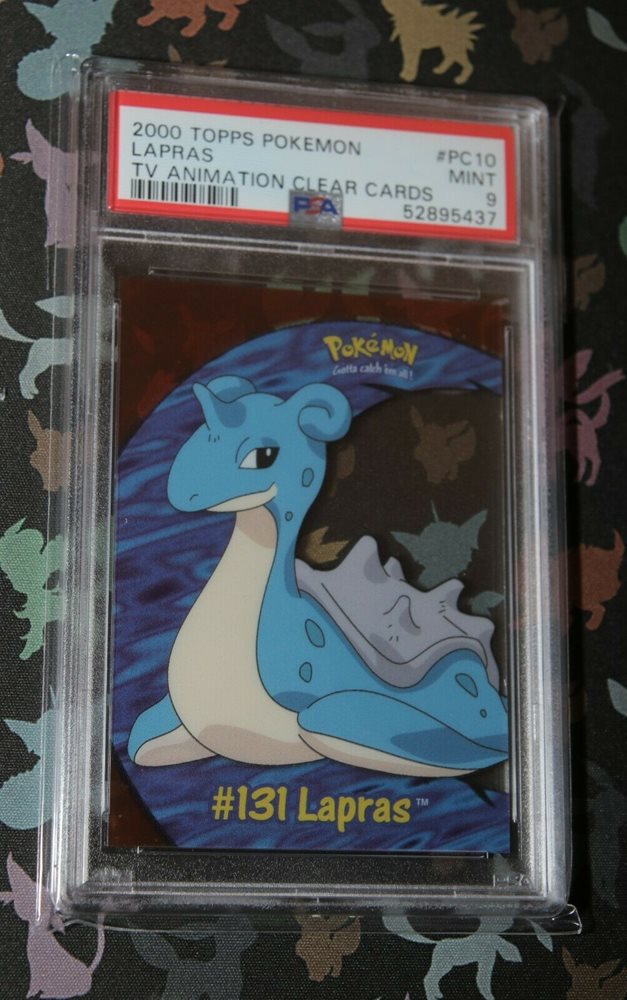 2000 TOPPS POKEMON #PC10
LAPRAS MINT
TV ANIMATION CLEAR CARDS 9
PSA 52895437
POKéMON
Gotta catch 'em all!
#131 Lapras™